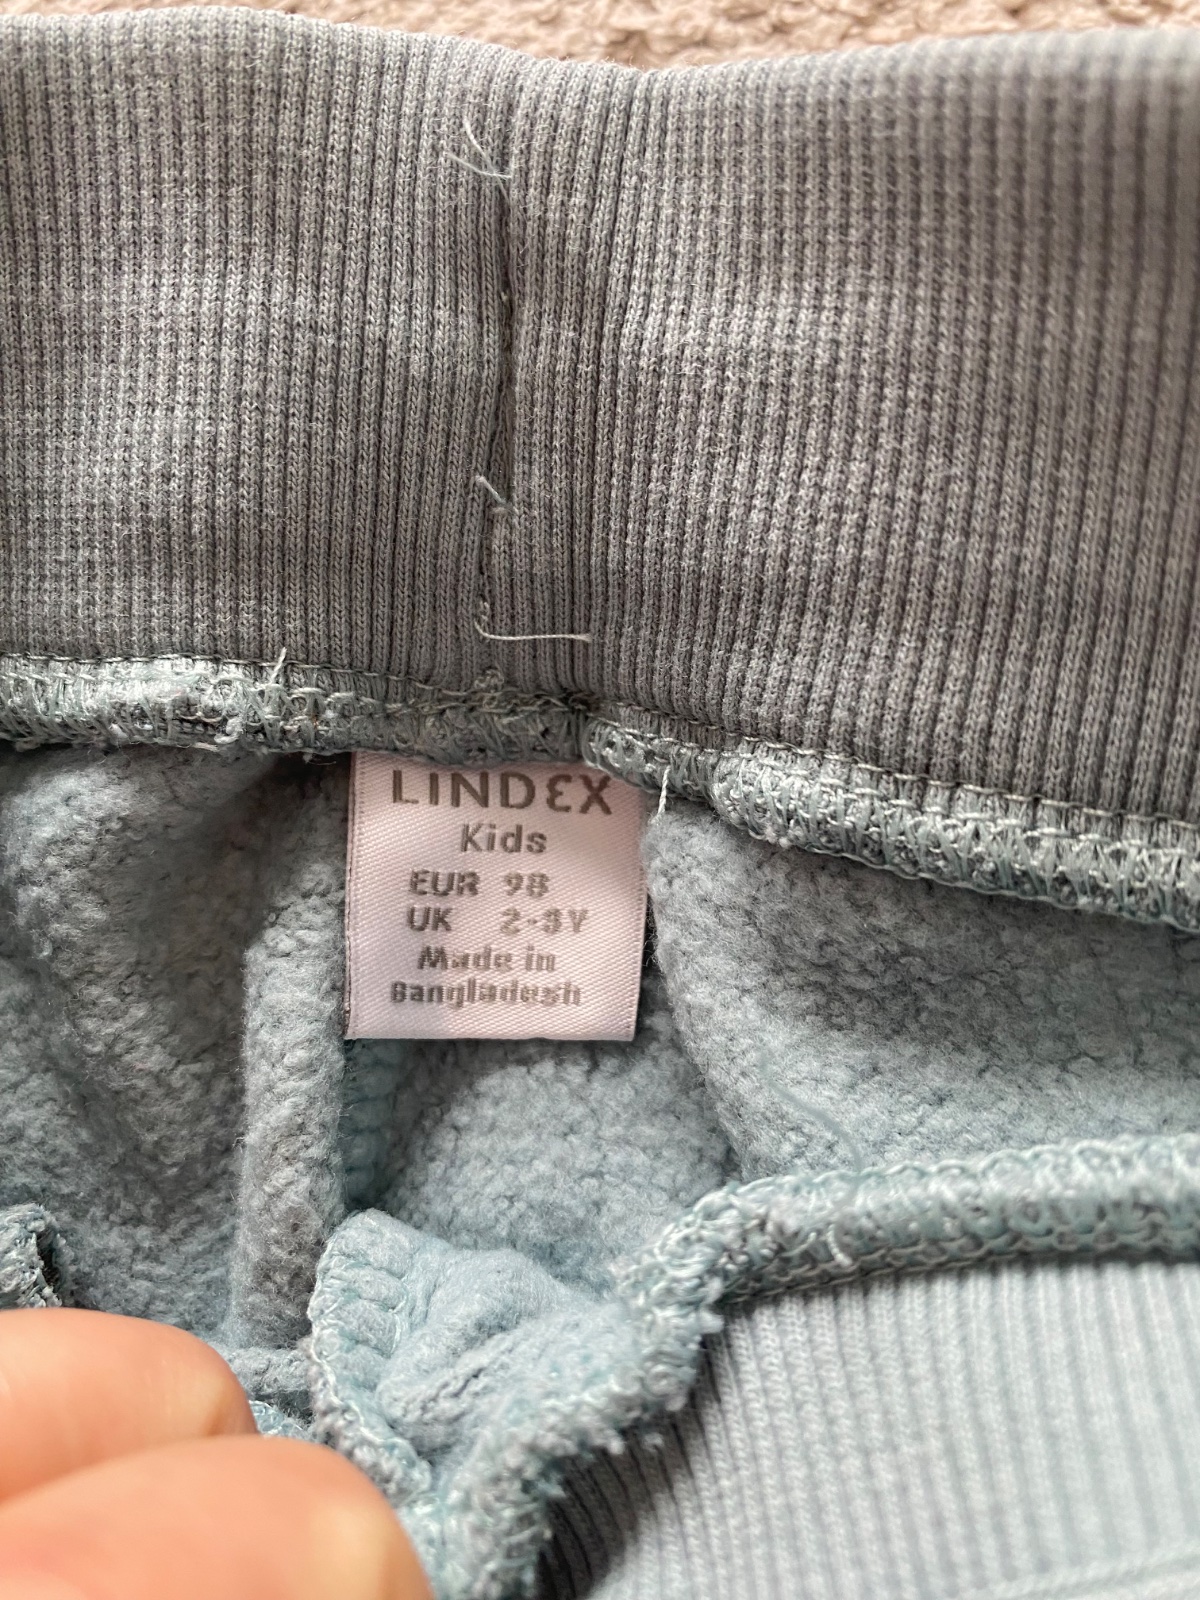 LINDEX
Kids
EUR 98
UK 2-3Y
Made in
Bangladesh